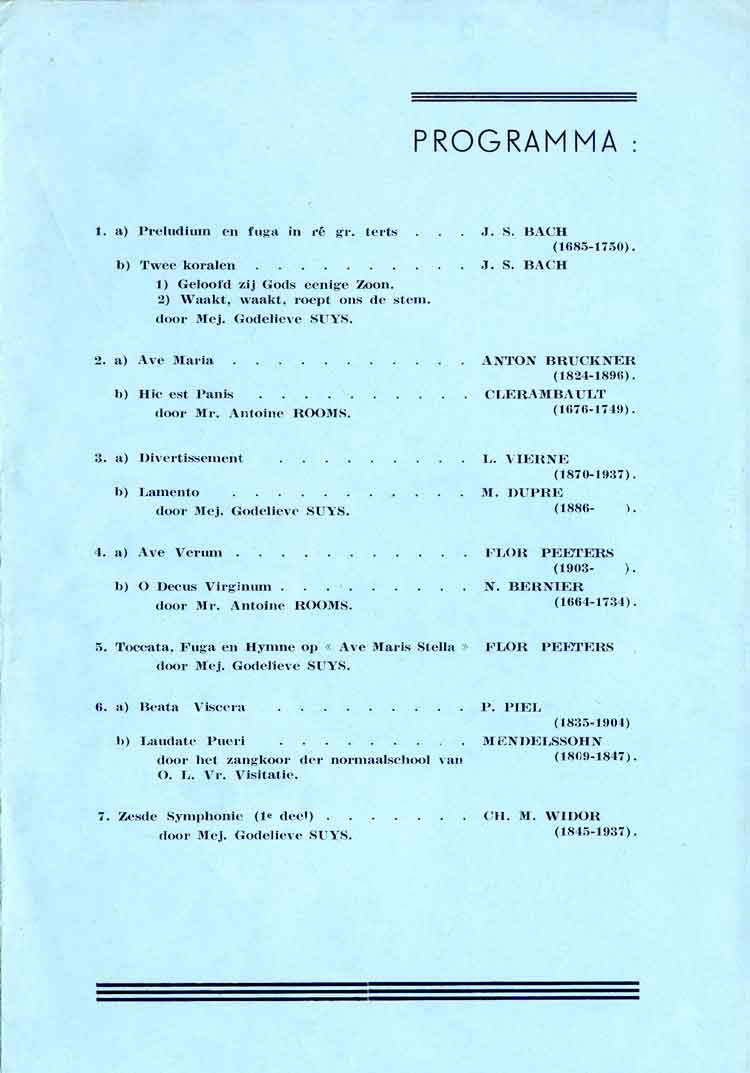 PROGRAMMA :
1. a) Preludium en fuga in ré gr. terts . . . J. S. BACH
(1685-1750).
b) Twee koralen . . . . . . . . . . J. S. BACH
1) Geloofd zij Gods eenige Zoon.
2) Waakt, waakt, roept ons de stem.
door Mej. Godelieve SUYS.
2. a) Ave Maria . . . . . . . . . . . ANTON BRUCKNER
(1824-1896).
b) Hic est Panis . . . . . . . . . . CLERAMBAULT
door Mr. Antoine ROOMS. (1676-1749).
3. a) Divertissement . . . . . . . . . L. VIERNE
(1870-1937).
b) Lamento . . . . . . . . . . . M. DUPRE
door Mej. Godelieve SUYS. (1886- ).
4. a) Ave Verum . . . . . . . . . . . FLOR PEETERS
(1903- ).
b) O Decus Virginum . . . . . . . . . N. BERNIER
door Mr. Antoine ROOMS. (1664-1734).
5. Toccata, Fuga en Hymne op « Ave Maris Stella » FLOR PEETERS
door Mej. Godelieve SUYS.
6. a) Beata Viscera . . . . . . . . . P. PIEL
(1835-1904)
b) Laudate Pueri . . . . . . . . . MENDELSSOHN
door het zangkoor der normaalschool van (1809-1847).
O. L. Vr. Visitatie.
7. Zesde Symphonie (1e deel) . . . . . . . CH. M. WIDOR
door Mej. Godelieve SUYS. (1845-1937).